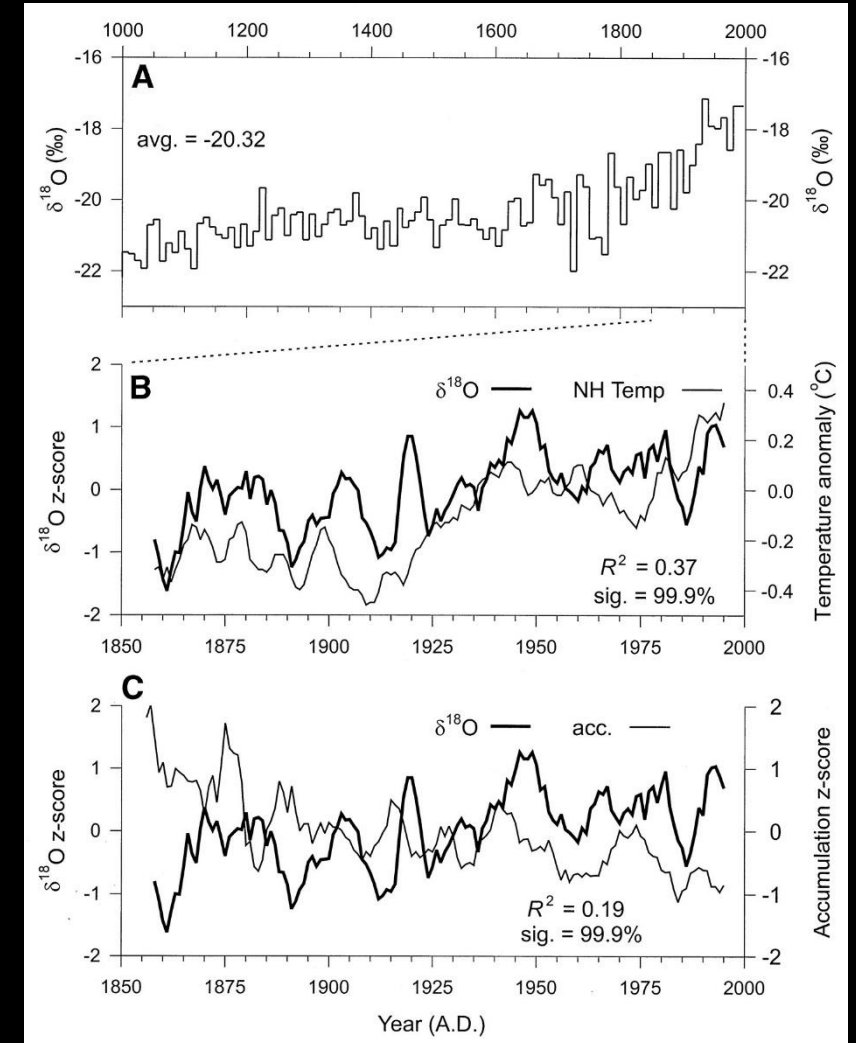 1000 1200 1400 1600 1800 2000
-16 -16
A
-18 -18
avg. = -20.32
δ¹⁸O (‰) δ¹⁸O (‰)
-20 -20
-22 -22
2
B
δ¹⁸O NH Temp 0.4
1
0.2
δ¹⁸O z-score
0 0.0
Temperature anomaly (°C)
-1 -0.2
R² = 0.37
sig. = 99.9% -0.4
-2
1850 1875 1900 1925 1950 1975 2000
C
2 2
δ¹⁸O acc.
1 1
δ¹⁸O z-score
0 0
Accumulation z-score
-1 -1
R² = 0.19
sig. = 99.9%
-2 -2
1850 1875 1900 1925 1950 1975 2000
Year (A.D.)